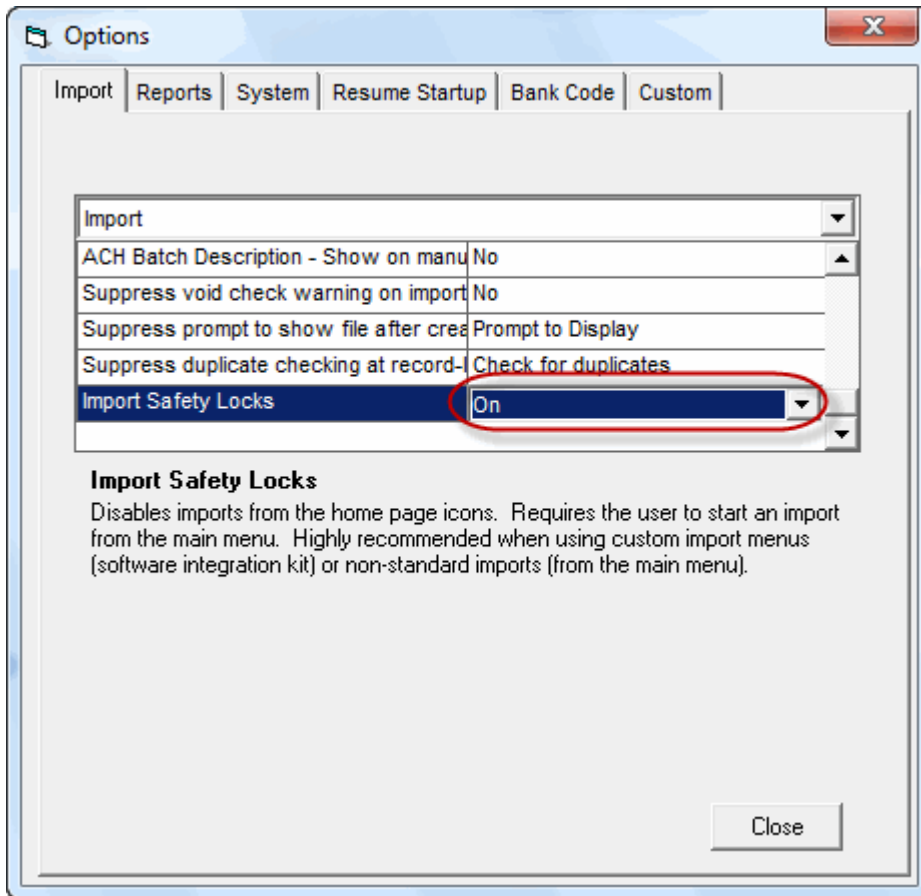 Options
X
Import Reports System Resume Startup Bank Code Custom
Import
ACH Batch Description - Show on manu No
Suppress void check warning on import No
Suppress prompt to show file after crea Prompt to Display
Suppress duplicate checking at record-l Check for duplicates
Import Safety Locks On
Import Safety Locks
Disables imports from the home page icons.  Requires the user to start an import
from the main menu.  Highly recommended when using custom import menus
(software integration kit) or non-standard imports (from the main menu).
Close